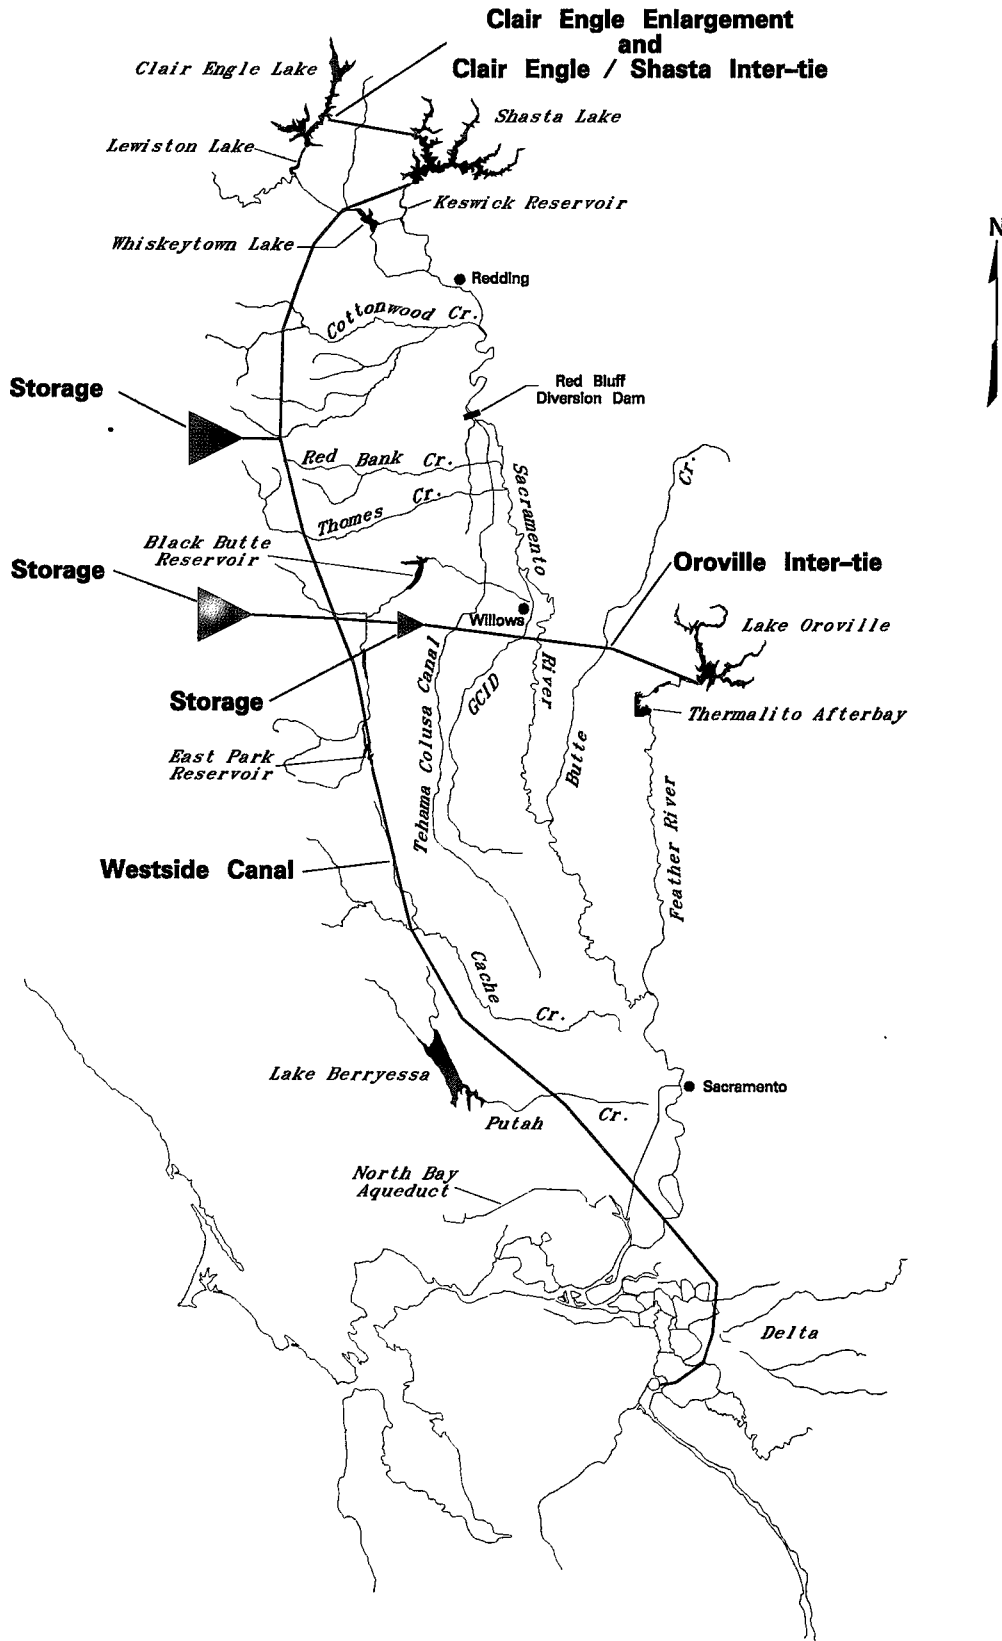 Clair Engle Enlargement
and
Clair Engle / Shasta Inter-tie
Clair Engle Lake
Shasta Lake
Lewiston Lake
Keswick Reservoir
N
Whiskeytown Lake
Redding
Cottonwood Cr.
Storage
Red Bluff
Diversion Dam
Red Bank Cr.
Cr.
Sacramento
Thomes Cr.
Black Butte
Reservoir
Storage
Oroville Inter-tie
Willows
Lake Oroville
River
Tehama Colusa Canal
GCID
Storage
Thermalito Afterbay
East Park
Reservoir
Butte
Feather River
Westside Canal
Cache
Cr.
Lake Berryessa
Sacramento
Putah
Cr.
North Bay
Aqueduct
Delta